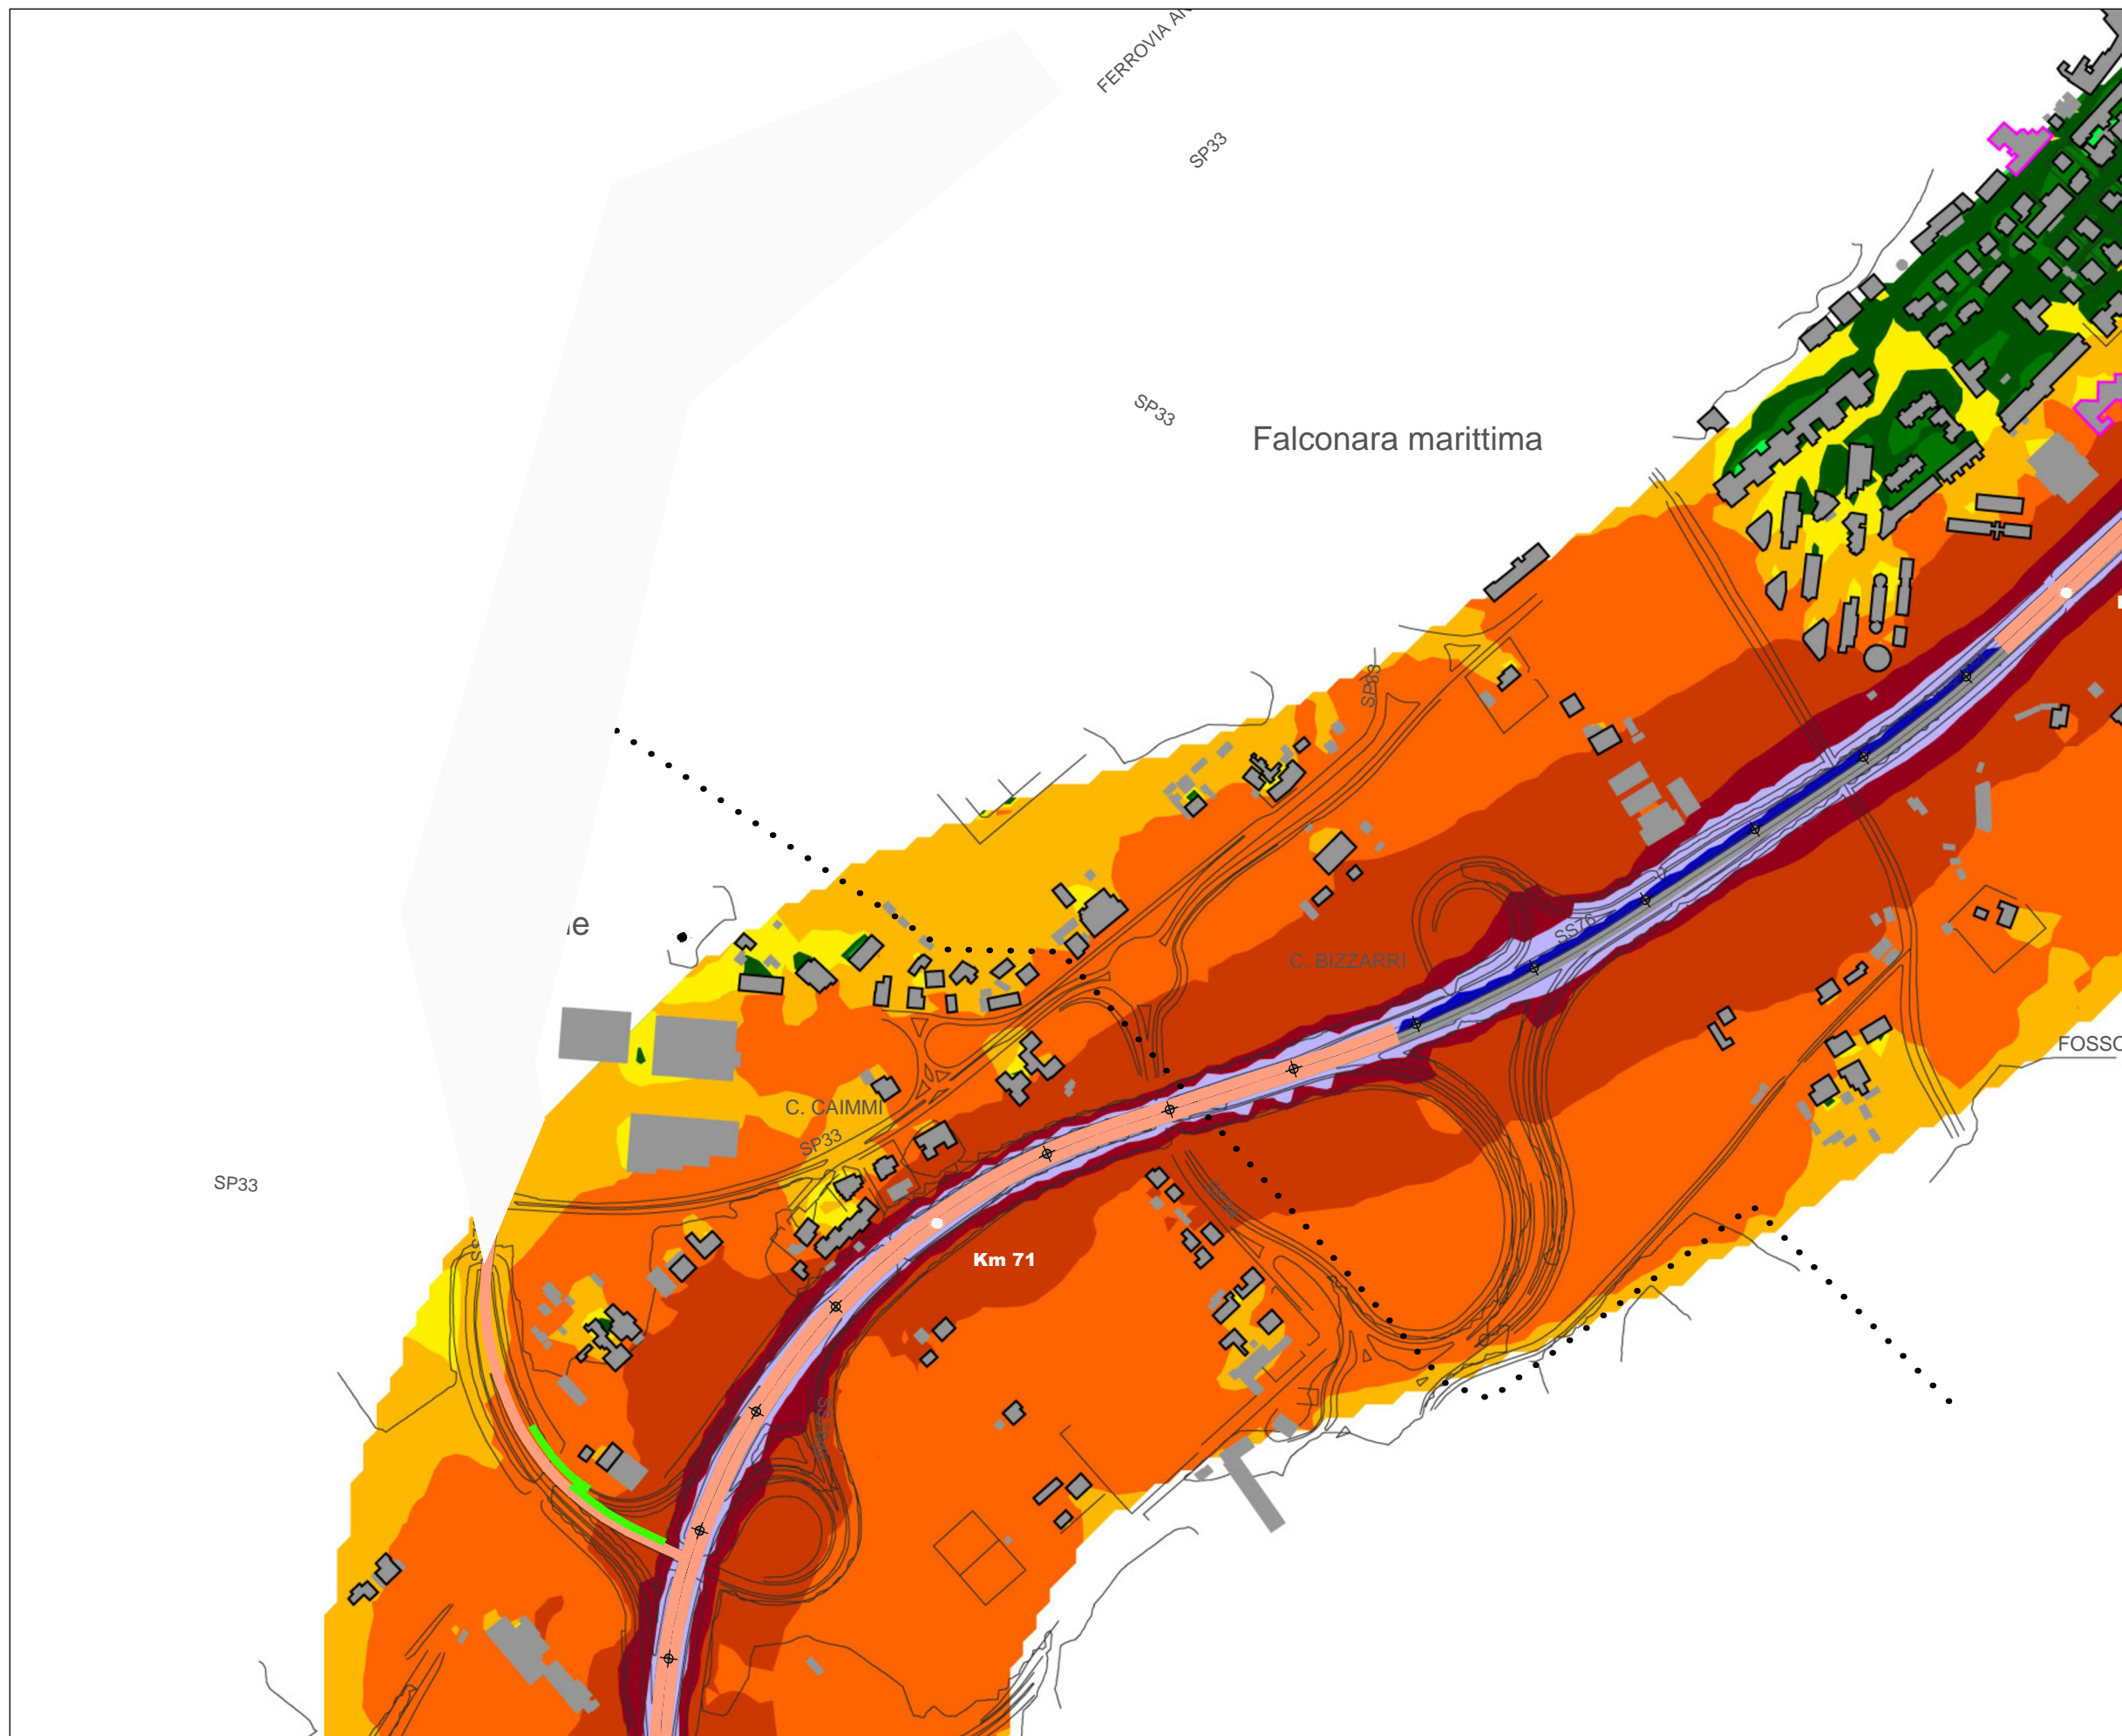 FERROVIA AN
SP33
SP33
Falconara marittima
SP33
SS76
C. BIZZARRI
FOSSO
C. CAIMMI
SP33
SP33
Km 71